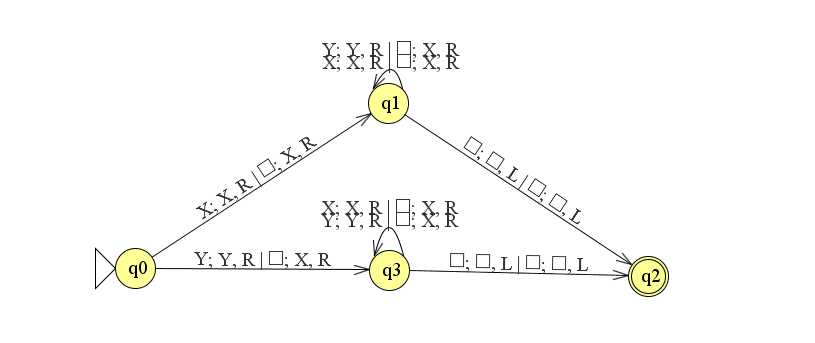 Y; Y, R | □; X, R
X; X, R | □; X, R
q1
X; X, R | □; X, R
□; □, L | □; □, L
X; X, R | □; X, R
Y; Y, R | □; X, R
q0
Y; Y, R | □; X, R
q3
□; □, L | □; □, L
q2